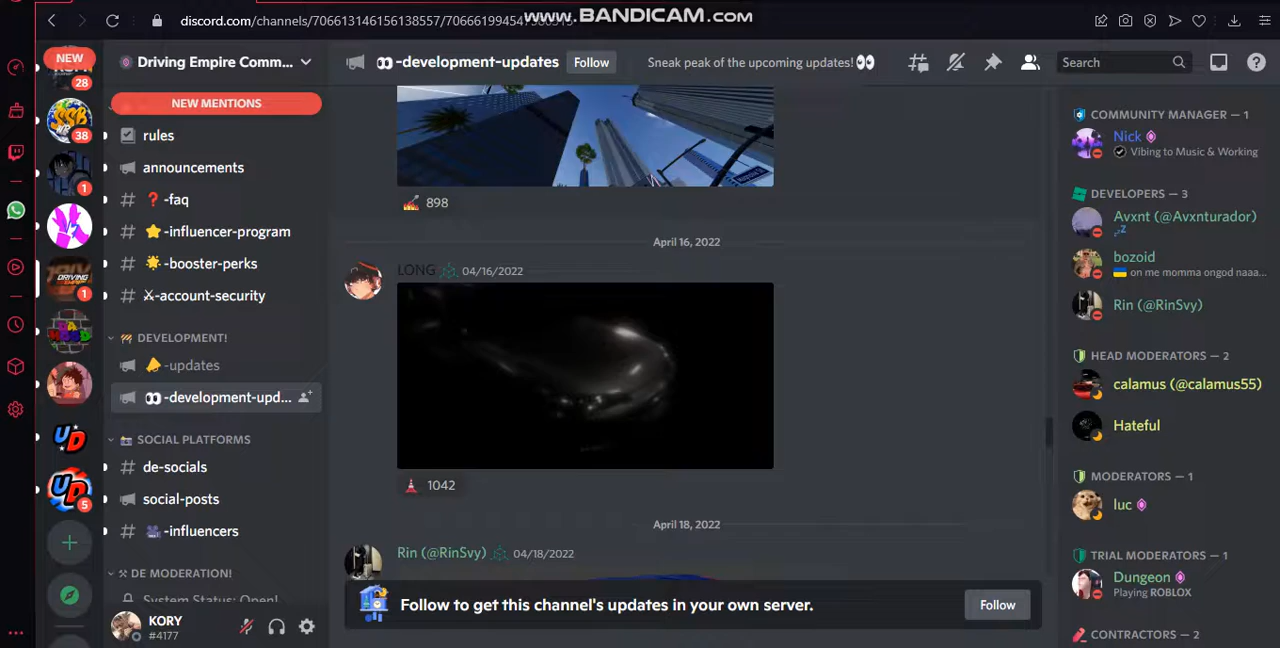 www.BANDICAM.com
discord.com/channels/706613146156138557/70666199454
NEW
28
38
1
1
5
Driving Empire Comm...
NEW MENTIONS
rules
announcements
-faq
-influencer-program
-booster-perks
-account-security
DEVELOPMENT!
-updates
-development-upd...
SOCIAL PLATFORMS
de-socials
social-posts
-influencers
DE MODERATION!
System Status: Open!
KORY
#4177
-development-updates
Follow
Sneak peak of the upcoming updates!
Search
898
April 16, 2022
LONG 04/16/2022
1042
April 18, 2022
Rin (@RinSvy) 04/18/2022
Follow to get this channel's updates in your own server.
Follow
COMMUNITY MANAGER — 1
Nick
Vibing to Music & Working
DEVELOPERS — 3
Avxnt (@Avxnturador)
bozoid
on me momma ongod naaa...
Rin (@RinSvy)
HEAD MODERATORS — 2
calamus (@calamus55)
Hateful
MODERATORS — 1
luc
TRIAL MODERATORS — 1
Dungeon
Playing ROBLOX
CONTRACTORS — 2